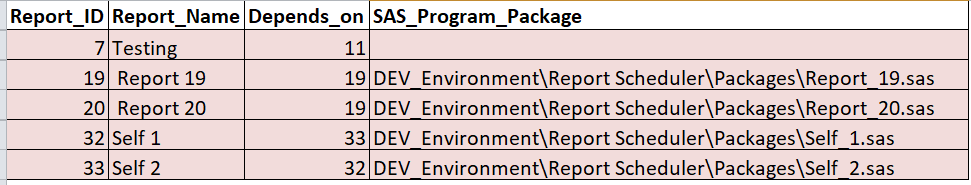 Report_ID Report_Name Depends_on SAS_Program_Package
7 Testing 11
19 Report 19 19 DEV_Environment\Report Scheduler\Packages\Report_19.sas
20 Report 20 19 DEV_Environment\Report Scheduler\Packages\Report_20.sas
32 Self 1 33 DEV_Environment\Report Scheduler\Packages\Self_1.sas
33 Self 2 32 DEV_Environment\Report Scheduler\Packages\Self_2.sas